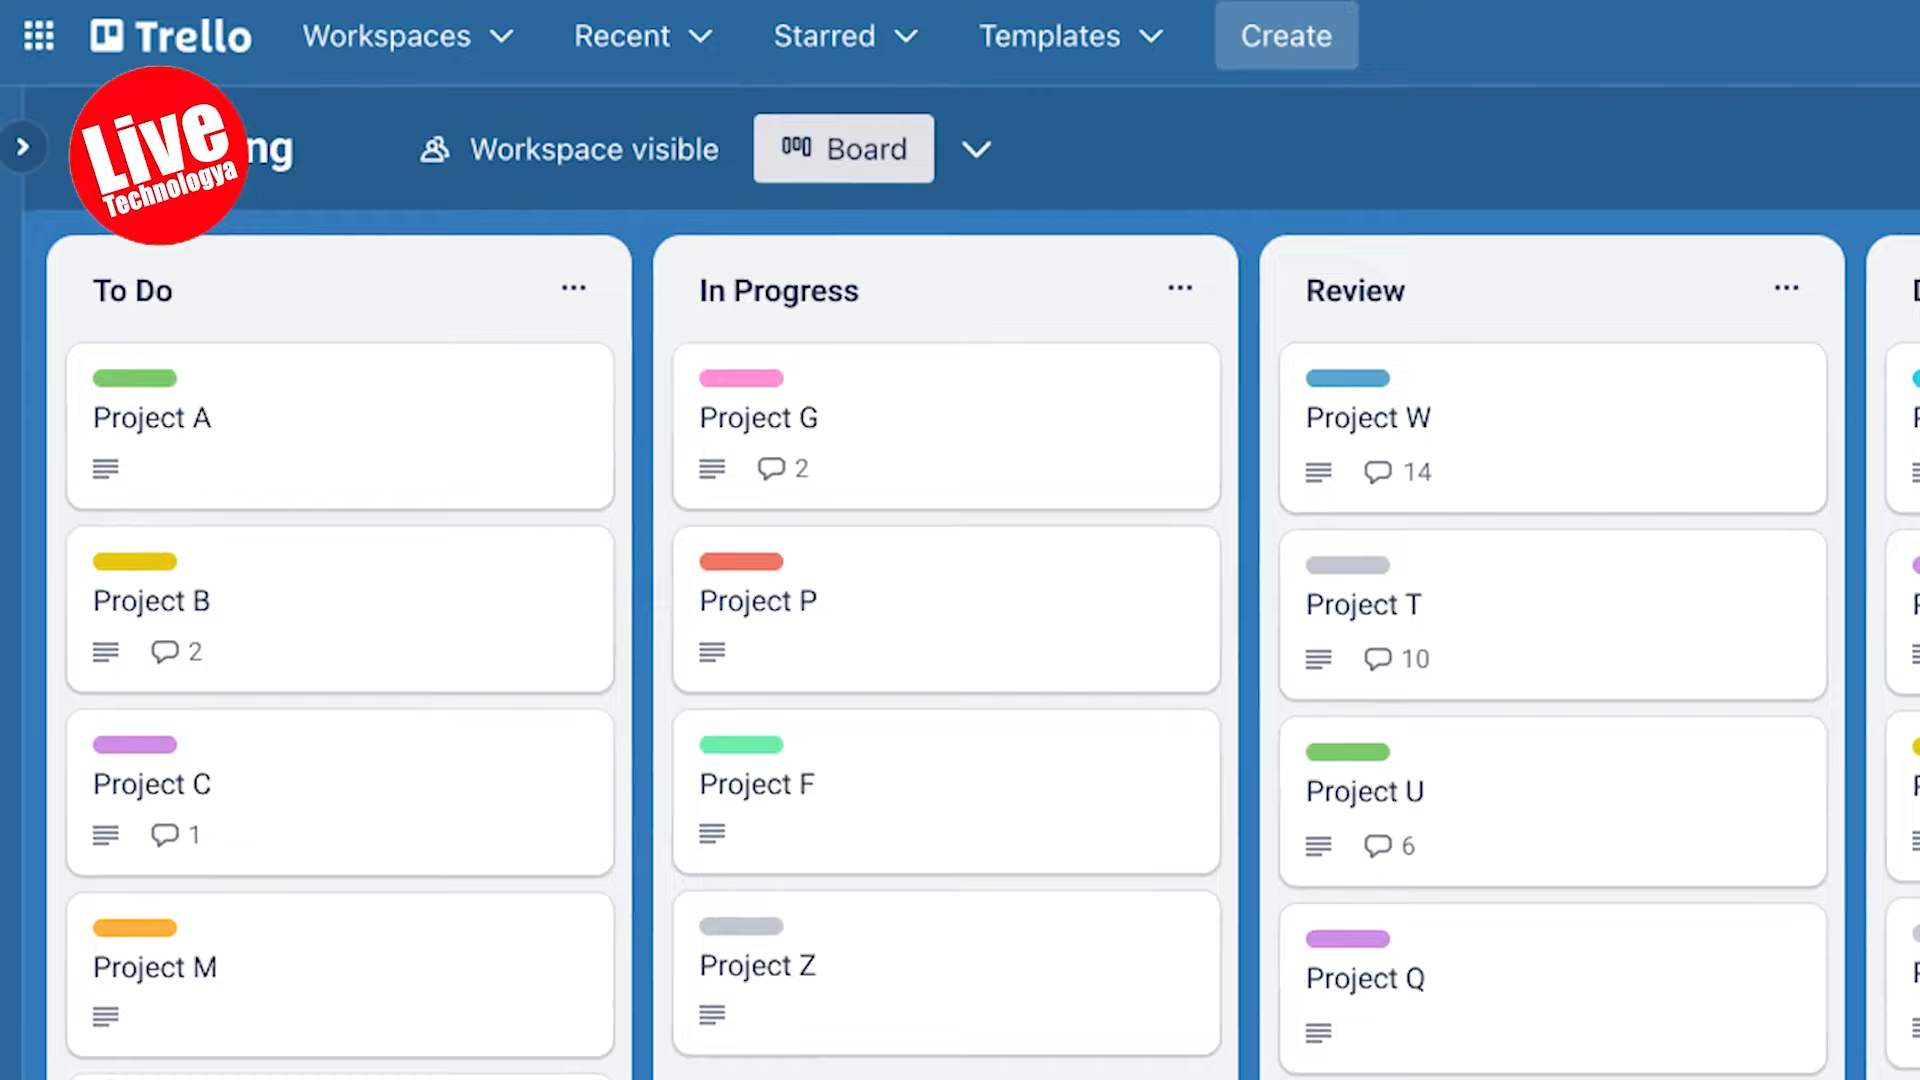 Trello Workspaces Recent Starred Templates Create
Live
Technologya
Workspace visible Board
To Do
Project A
Project B
2
Project C
1
Project M
In Progress
Project G
2
Project P
Project F
Project Z
Review
Project W
14
Project T
10
Project U
6
Project Q